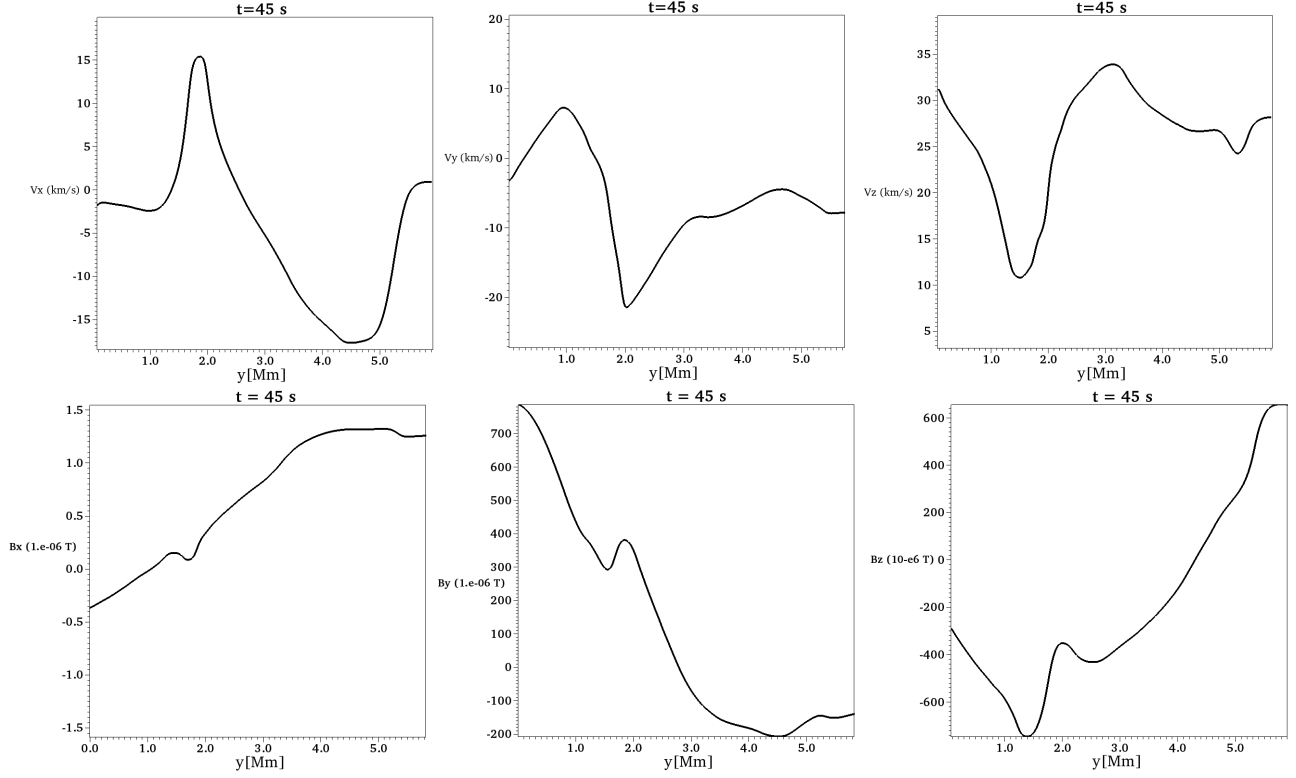 t=45 s
15
10
Vx (km/s) 0
5
-5
-10
-15
1.0 2.0 3.0 4.0 5.0
y[Mm]
t=45 s
20
10
Vy (km/s) 0
-10
-20
1.0 2.0 3.0 4.0 5.0
y[Mm]
t=45 s
35
30
25
Vz (km/s) 20
15
10
5
1.0 2.0 3.0 4.0 5.0
y[Mm]
t = 45 s
1.5
1.0
0.5
Bx (1.e-06 T)
0.0
-0.5
-1.0
-1.5
0.0 1.0 2.0 3.0 4.0 5.0
y[Mm]
t = 45 s
700
600
500
400
300
By (1.e-06 T)
200
100
0
-100
-200
1.0 2.0 3.0 4.0 5.0
y[Mm]
t = 45 s
600
400
200
Bz (10-e6 T) 0
-200
-400
-600
1.0 2.0 3.0 4.0 5.0
y[Mm]